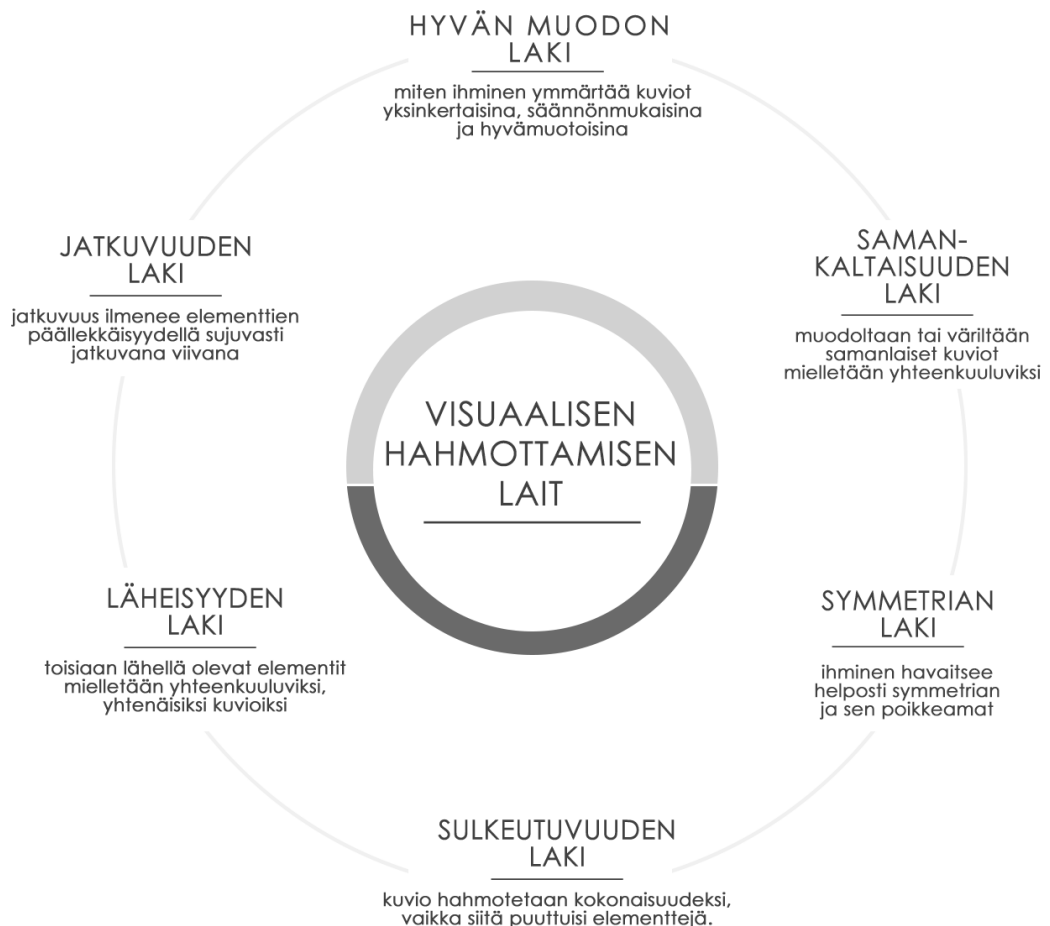 HYVÄN MUODON
LAKI
miten ihminen ymmärtää kuviot
yksinkertaisina, säännönmukaisina
ja hyvämuotoisina
JATKUVUUDEN
LAKI
jatkuvuus ilmenee elementtien
päällekkäisyydellä sujuvasti
jatkuvana viivana
SAMAN-
KALTAISUUDEN
LAKI
muodoltaan tai väriltään
samanlaiset kuviot
mielletään yhteenkuuluviksi
VISUAALISEN
HAHMOTTAMISEN
LAIT
LÄHEISYYDEN
LAKI
toisiaan lähellä olevat elementit
mielletään yhteenkuuluviksi,
yhtenäisiksi kuvioiksi
SYMMETRIAN
LAKI
ihminen havaitsee
helposti symmetrian
ja sen poikkeamat
SULKEUTUVUUDEN
LAKI
kuvio hahmotetaan kokonaisuudeksi,
vaikka siitä puuttuisi elementtejä.